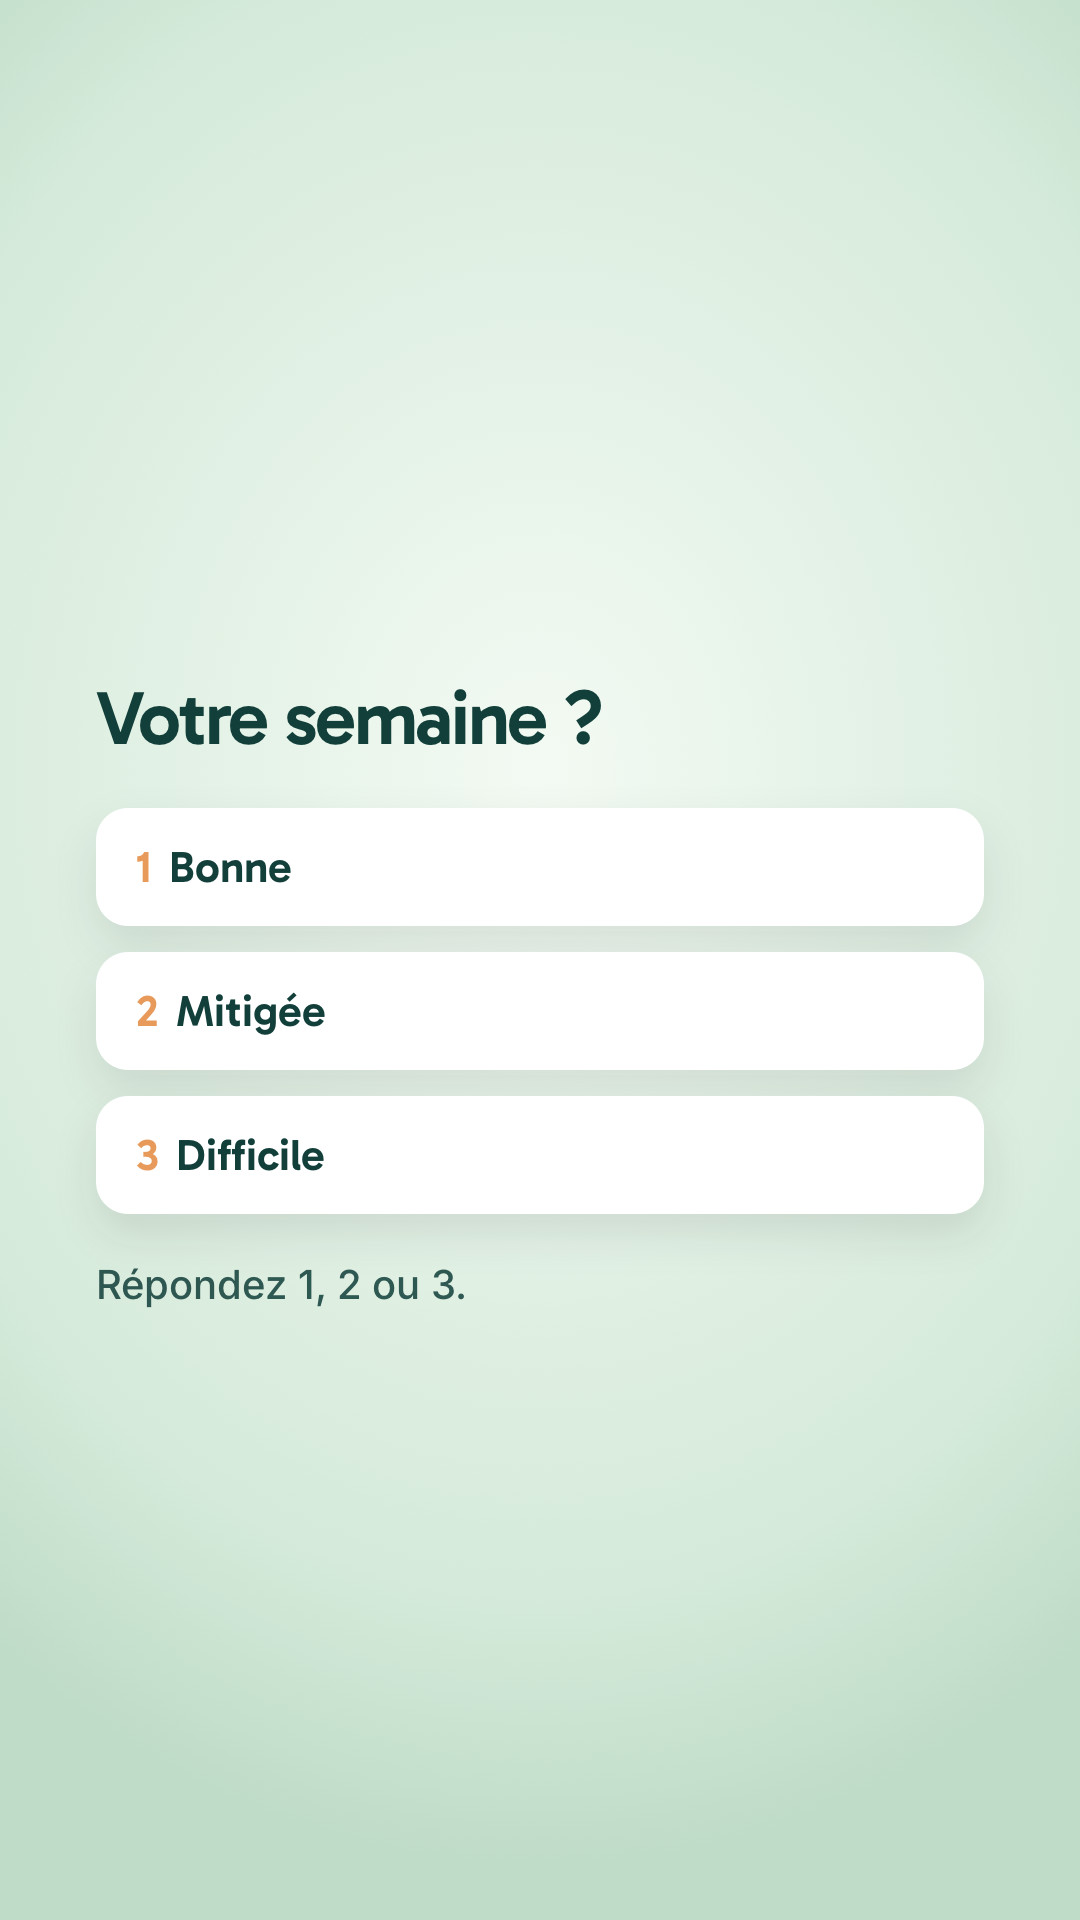 Votre semaine ?
1 Bonne
2 Mitigée
3 Difficile
Répondez 1, 2 ou 3.